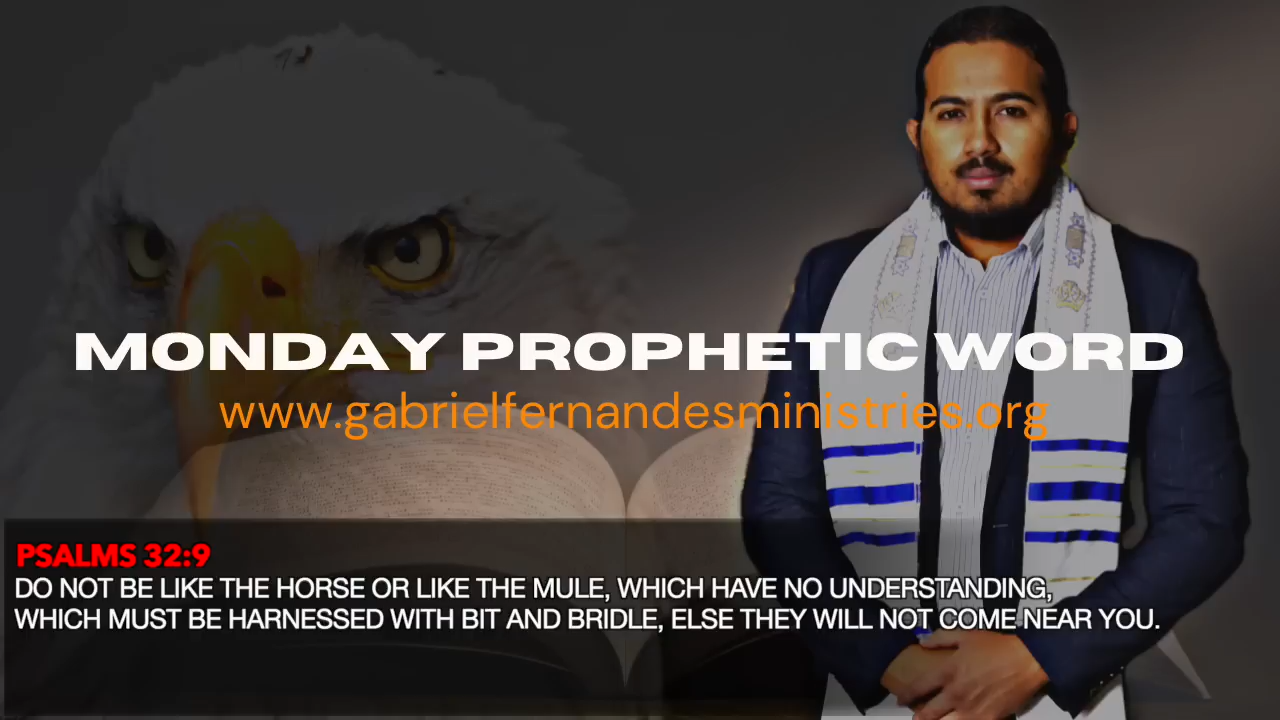 MONDAY PROPHETIC WORD
www.gabrielfernandesministries.org
PSALMS 32:9
DO NOT BE LIKE THE HORSE OR LIKE THE MULE, WHICH HAVE NO UNDERSTANDING,
WHICH MUST BE HARNESSED WITH BIT AND BRIDLE, ELSE THEY WILL NOT COME NEAR YOU.